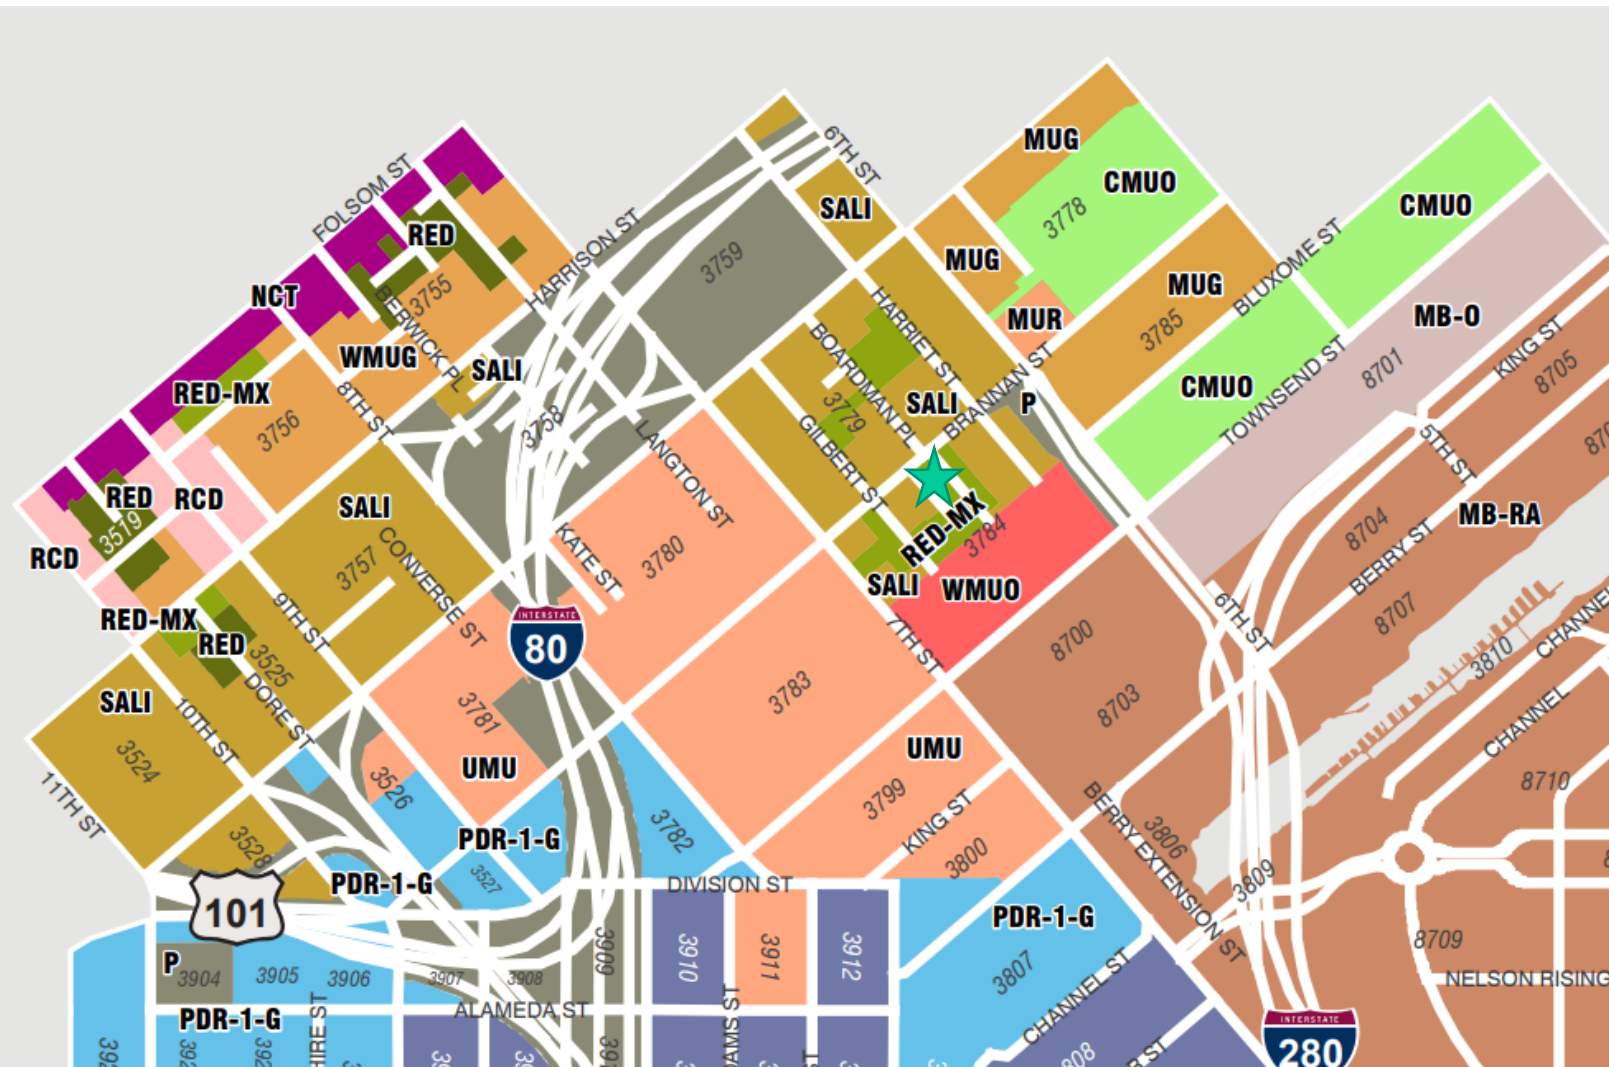 MUG
CMUO
6TH ST
FOLSOM ST
SALI
3778
CMUO
RED
HARRISON ST
3759
MUG
BLUXOME ST
MUG
NCT
3755
BERWICK PL
HARRIET ST
MUR
3785
MB-O
BOARDMAN PL
KING ST
WMUG
SALI
8701
8705
RED-MX
8TH ST
SALI
BRANNAN ST
P
CMUO
TOWNSEND ST
3756
3758
3779
LANGTON ST
GILBERT ST
5TH ST
RED
RCD
SALI
3519
RED-MX
3784
8704
MB-RA
RCD
3757
CONVERSE ST
KATE ST
3780
BERRY ST
SALI
WMUO
RED-MX
RED
9TH ST
INTERSTATE
80
7TH ST
8700
6TH ST
8707
3525
3810
CHANNEL
SALI
10TH ST
DORE ST
3781
3783
8703
3524
UMU
UMU
CHANNEL
11TH ST
3526
3799
KING ST
8710
3528
PDR-1-G
3782
3800
BERRY EXTENSION ST
3806
3527
PDR-1-G
DIVISION ST
3809
101
PDR-1-G
3910
3911
3912
3909
8709
P
3904
3905
3906
3907
3908
3807
NELSON RISING
CHANNEL ST
ALAMEDA ST
PDR-1-G
INTERSTATE
280